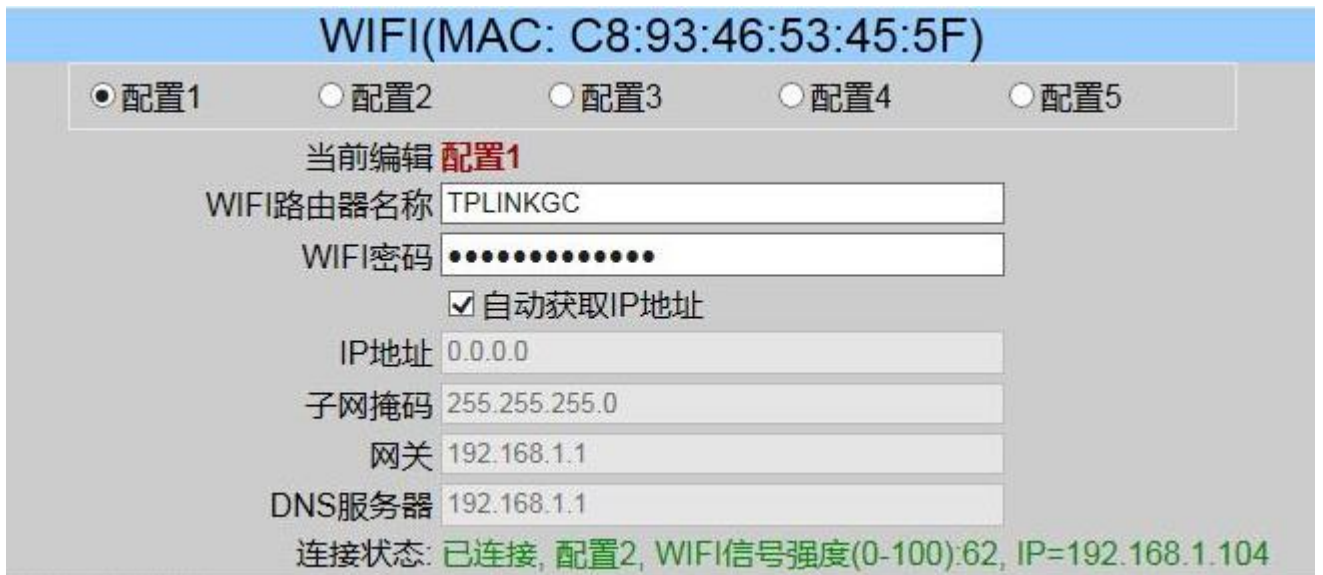 WIFI(MAC: C8:93:46:53:45:5F)
配置1 配置2 配置3 配置4 配置5
当前编辑 配置1
WIFI路由器名称 TPLINKGC
WIFI密码 •••••••••••••
自动获取IP地址
IP地址 0.0.0.0
子网掩码 255.255.255.0
网关 192.168.1.1
DNS服务器 192.168.1.1
连接状态: 已连接, 配置2, WIFI信号强度(0-100):62, IP=192.168.1.104